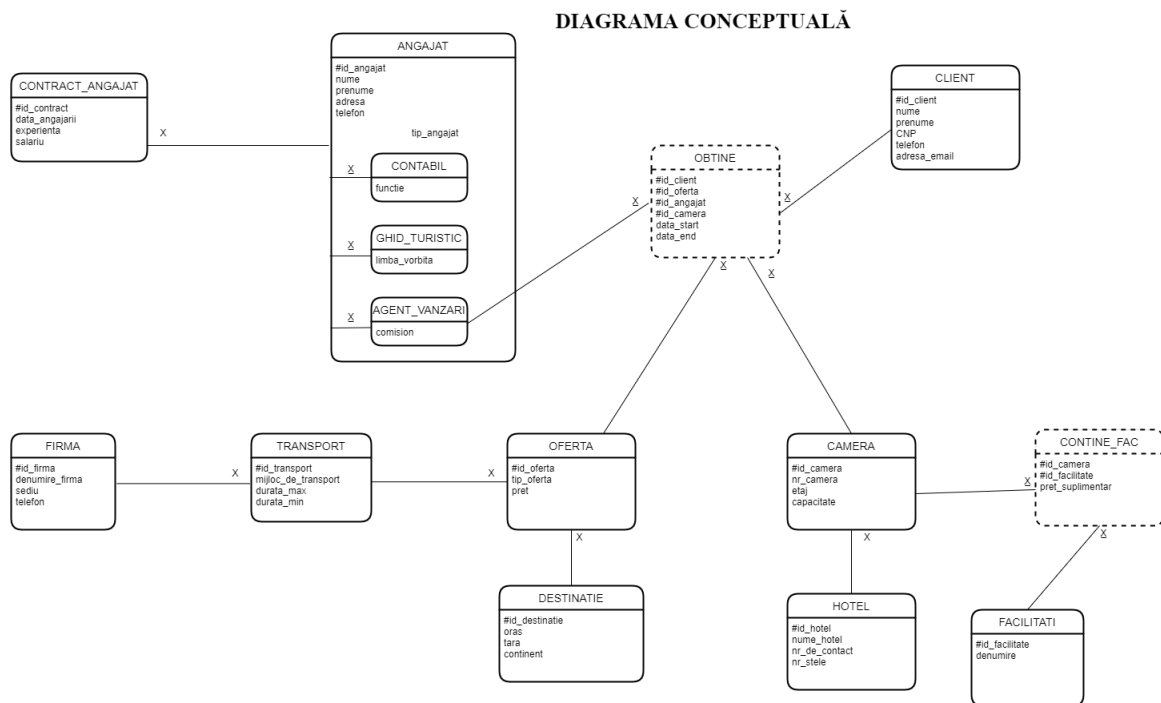 DIAGRAMA CONCEPTUALĂ
CONTRACT_ANGAJAT
#id_contract
data_angajarii
experienta
salariu
X
ANGAJAT
#id_angajat
nume
prenume
adresa
telefon
tip_angajat
X
CONTABIL
functie
X
GHID_TURISTIC
limba_vorbita
X
AGENT_VANZARI
comision
X
OBTINE
#id_client
#id_oferta
#id_angajat
#id_camera
data_start
data_end
X
X
X
CLIENT
#id_client
nume
prenume
CNP
telefon
adresa_email
FIRMA
#id_firma
denumire_firma
sediu
telefon
X
TRANSPORT
#id_transport
mijloc_de_transport
durata_max
durata_min
X
OFERTA
#id_oferta
tip_oferta
pret
X
CAMERA
#id_camera
nr_camera
etaj
capacitate
X
X
CONTINE_FAC
#id_camera
#id_facilitate
pret_suplimentar
X
DESTINATIE
#id_destinatie
oras
tara
continent
HOTEL
#id_hotel
nume_hotel
nr_de_contact
nr_stele
FACILITATI
#id_facilitate
denumire